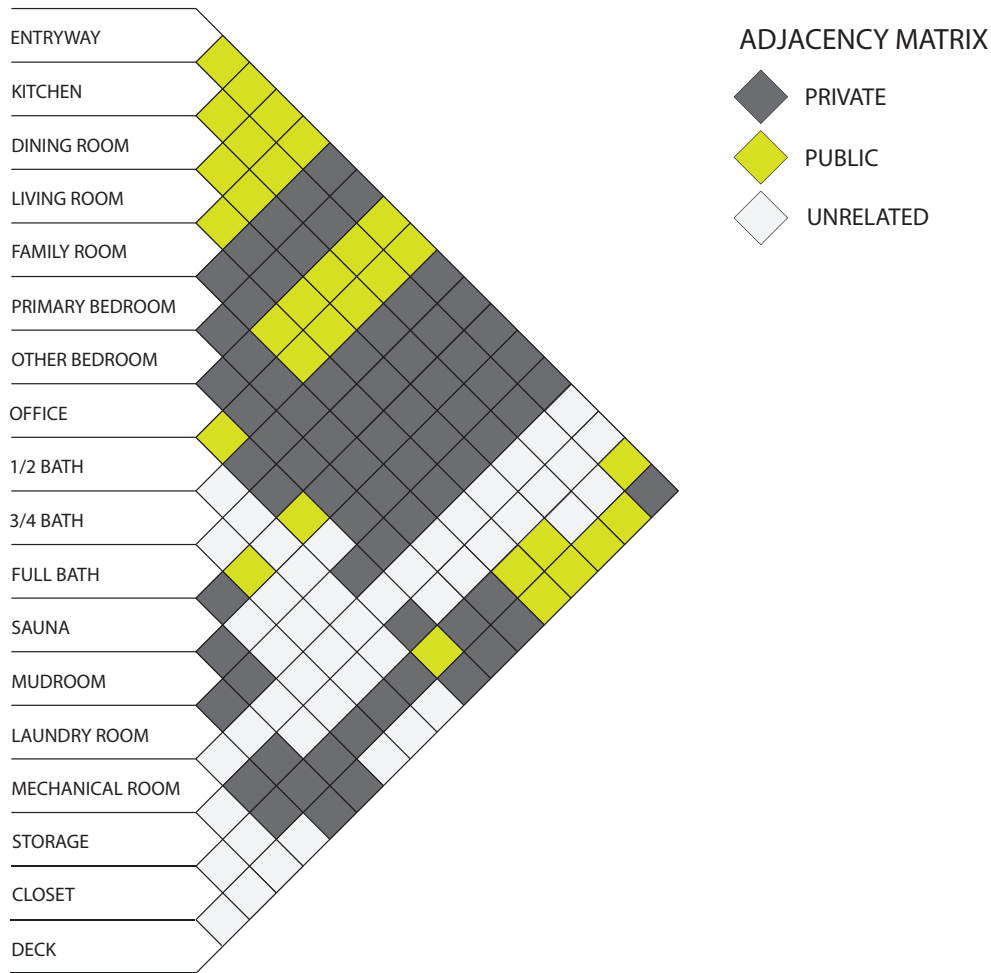 ENTRYWAY
KITCHEN
DINING ROOM
LIVING ROOM
FAMILY ROOM
PRIMARY BEDROOM
OTHER BEDROOM
OFFICE
1/2 BATH
3/4 BATH
FULL BATH
SAUNA
MUDROOM
LAUNDRY ROOM
MECHANICAL ROOM
STORAGE
CLOSET
DECK
ADJACENCY MATRIX
PRIVATE
PUBLIC
UNRELATED